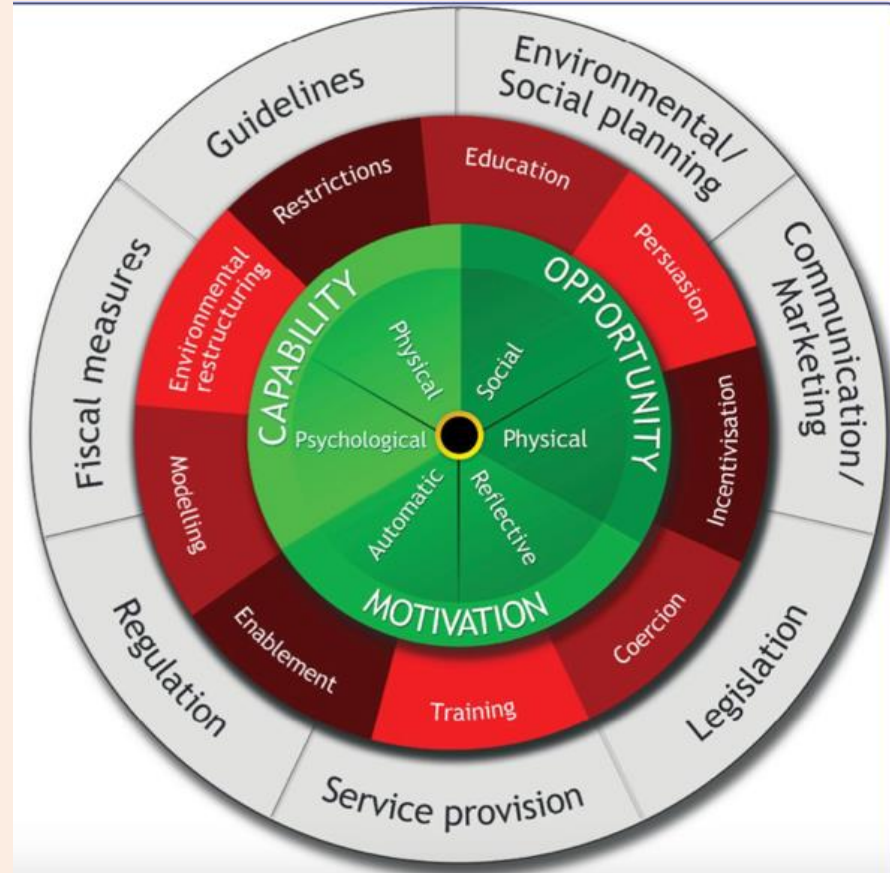 Environmental/
Social planning
Communication/
Marketing
Legislation
Service provision
Regulation
Fiscal measures
Guidelines
Education
Persuasion
Incentivisation
Coercion
Training
Enablement
Modelling
Environmental
restructuring
Restrictions
CAPABILITY
OPPORTUNITY
MOTIVATION
Physical
Social
Psychological
Physical
Automatic
Reflective